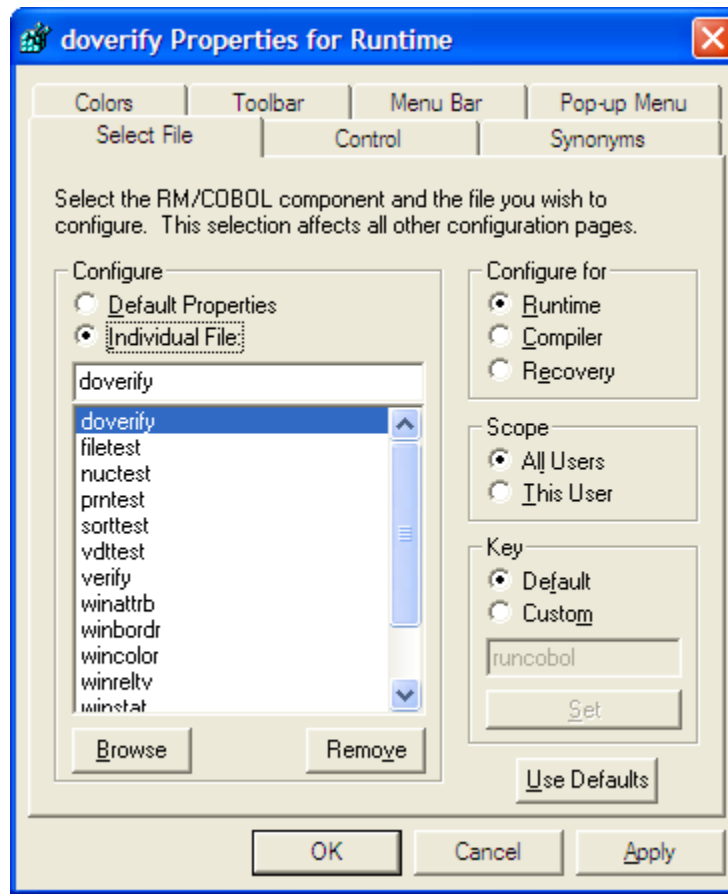 doverify Properties for Runtime
Colors Toolbar Menu Bar Pop-up Menu
Select File Control Synonyms
Select the RM/COBOL component and the file you wish to
configure. This selection affects all other configuration pages.
Configure
Default Properties
Individual File:
doverify
doverify
filetest
nuctest
prntest
sorttest
vdttest
verify
winattrb
winbordr
wincolor
winreltv
winstat
Browse Remove
Configure for
Runtime
Compiler
Recovery
Scope
All Users
This User
Key
Default
Custom
runcobol
Set
Use Defaults
OK Cancel Apply